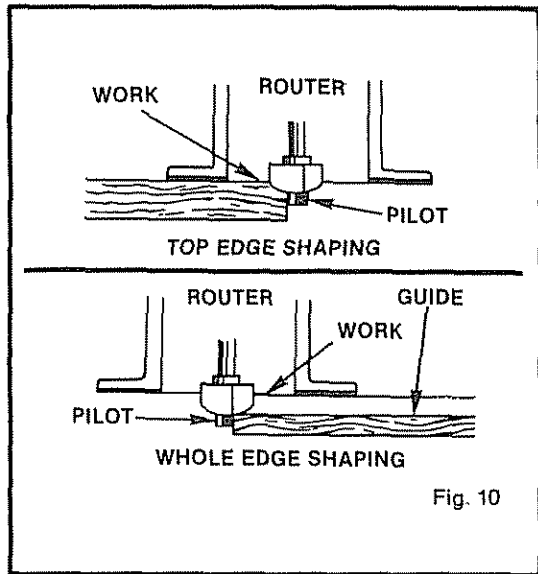 ROUTER
WORK
PILOT
TOP EDGE SHAPING
ROUTER
GUIDE
WORK
PILOT
WHOLE EDGE SHAPING
Fig. 10